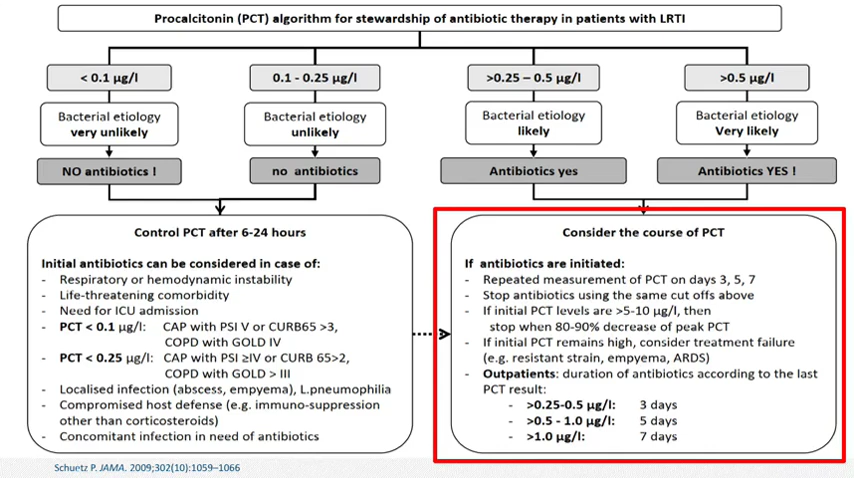 Procalcitonin (PCT) algorithm for stewardship of antibiotic therapy in patients with LRTI
< 0.1 µg/l
0.1 - 0.25 µg/l
>0.25 – 0.5 µg/l
>0.5 µg/l
Bacterial etiology
very unlikely
Bacterial etiology
unlikely
Bacterial etiology
likely
Bacterial etiology
Very likely
NO antibiotics !
no antibiotics
Antibiotics yes
Antibiotics YES !
Control PCT after 6-24 hours
Initial antibiotics can be considered in case of:
- Respiratory or hemodynamic instability
- Life-threatening comorbidity
- Need for ICU admission
- PCT < 0.1 µg/l: CAP with PSI V or CURB65 >3,
COPD with GOLD IV
- PCT < 0.25 µg/l: CAP with PSI ≥IV or CURB 65>2,
COPD with GOLD > III
- Localised infection (abscess, empyema), L.pneumophilia
- Compromised host defense (e.g. immuno-suppression
other than corticosteroids)
- Concomitant infection in need of antibiotics
Consider the course of PCT
If antibiotics are initiated:
- Repeated measurement of PCT on days 3, 5, 7
- Stop antibiotics using the same cut offs above
- If initial PCT levels are >5-10 µg/l, then
stop when 80-90% decrease of peak PCT
- If initial PCT remains high, consider treatment failure
(e.g. resistant strain, empyema, ARDS)
- Outpatients: duration of antibiotics according to the last
PCT result:
- >0.25-0.5 µg/l: 3 days
- >0.5 - 1.0 µg/l: 5 days
- >1.0 µg/l: 7 days
Schuetz P. JAMA. 2009;302(10):1059–1066